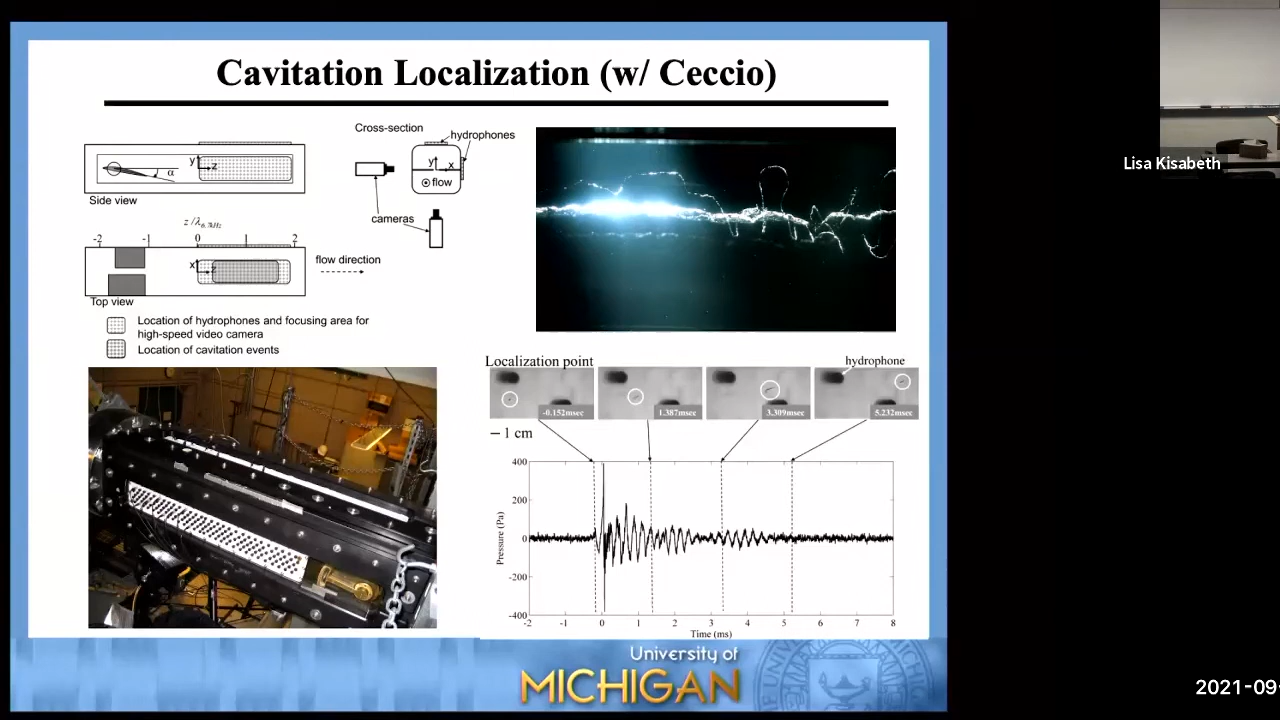 Cavitation Localization (w/ Ceccio)
Cross-section
hydrophones
y
z
α
y
x
flow
Side view
cameras
z /λ6.7kHz
-2 -1 0 1 2
x
z
flow direction
Top view
Location of hydrophones and focusing area for
high-speed video camera
Location of cavitation events
Localization point
hydrophone
-0.152msec
1.387msec
3.309msec
5.232msec
1 cm
400
200
0
-200
-400
Pressure (Pa)
-2 -1 0 1 2 3 4 5 6 7 8
Time (ms)
University of
MICHIGAN
Lisa Kisabeth
2021-09-